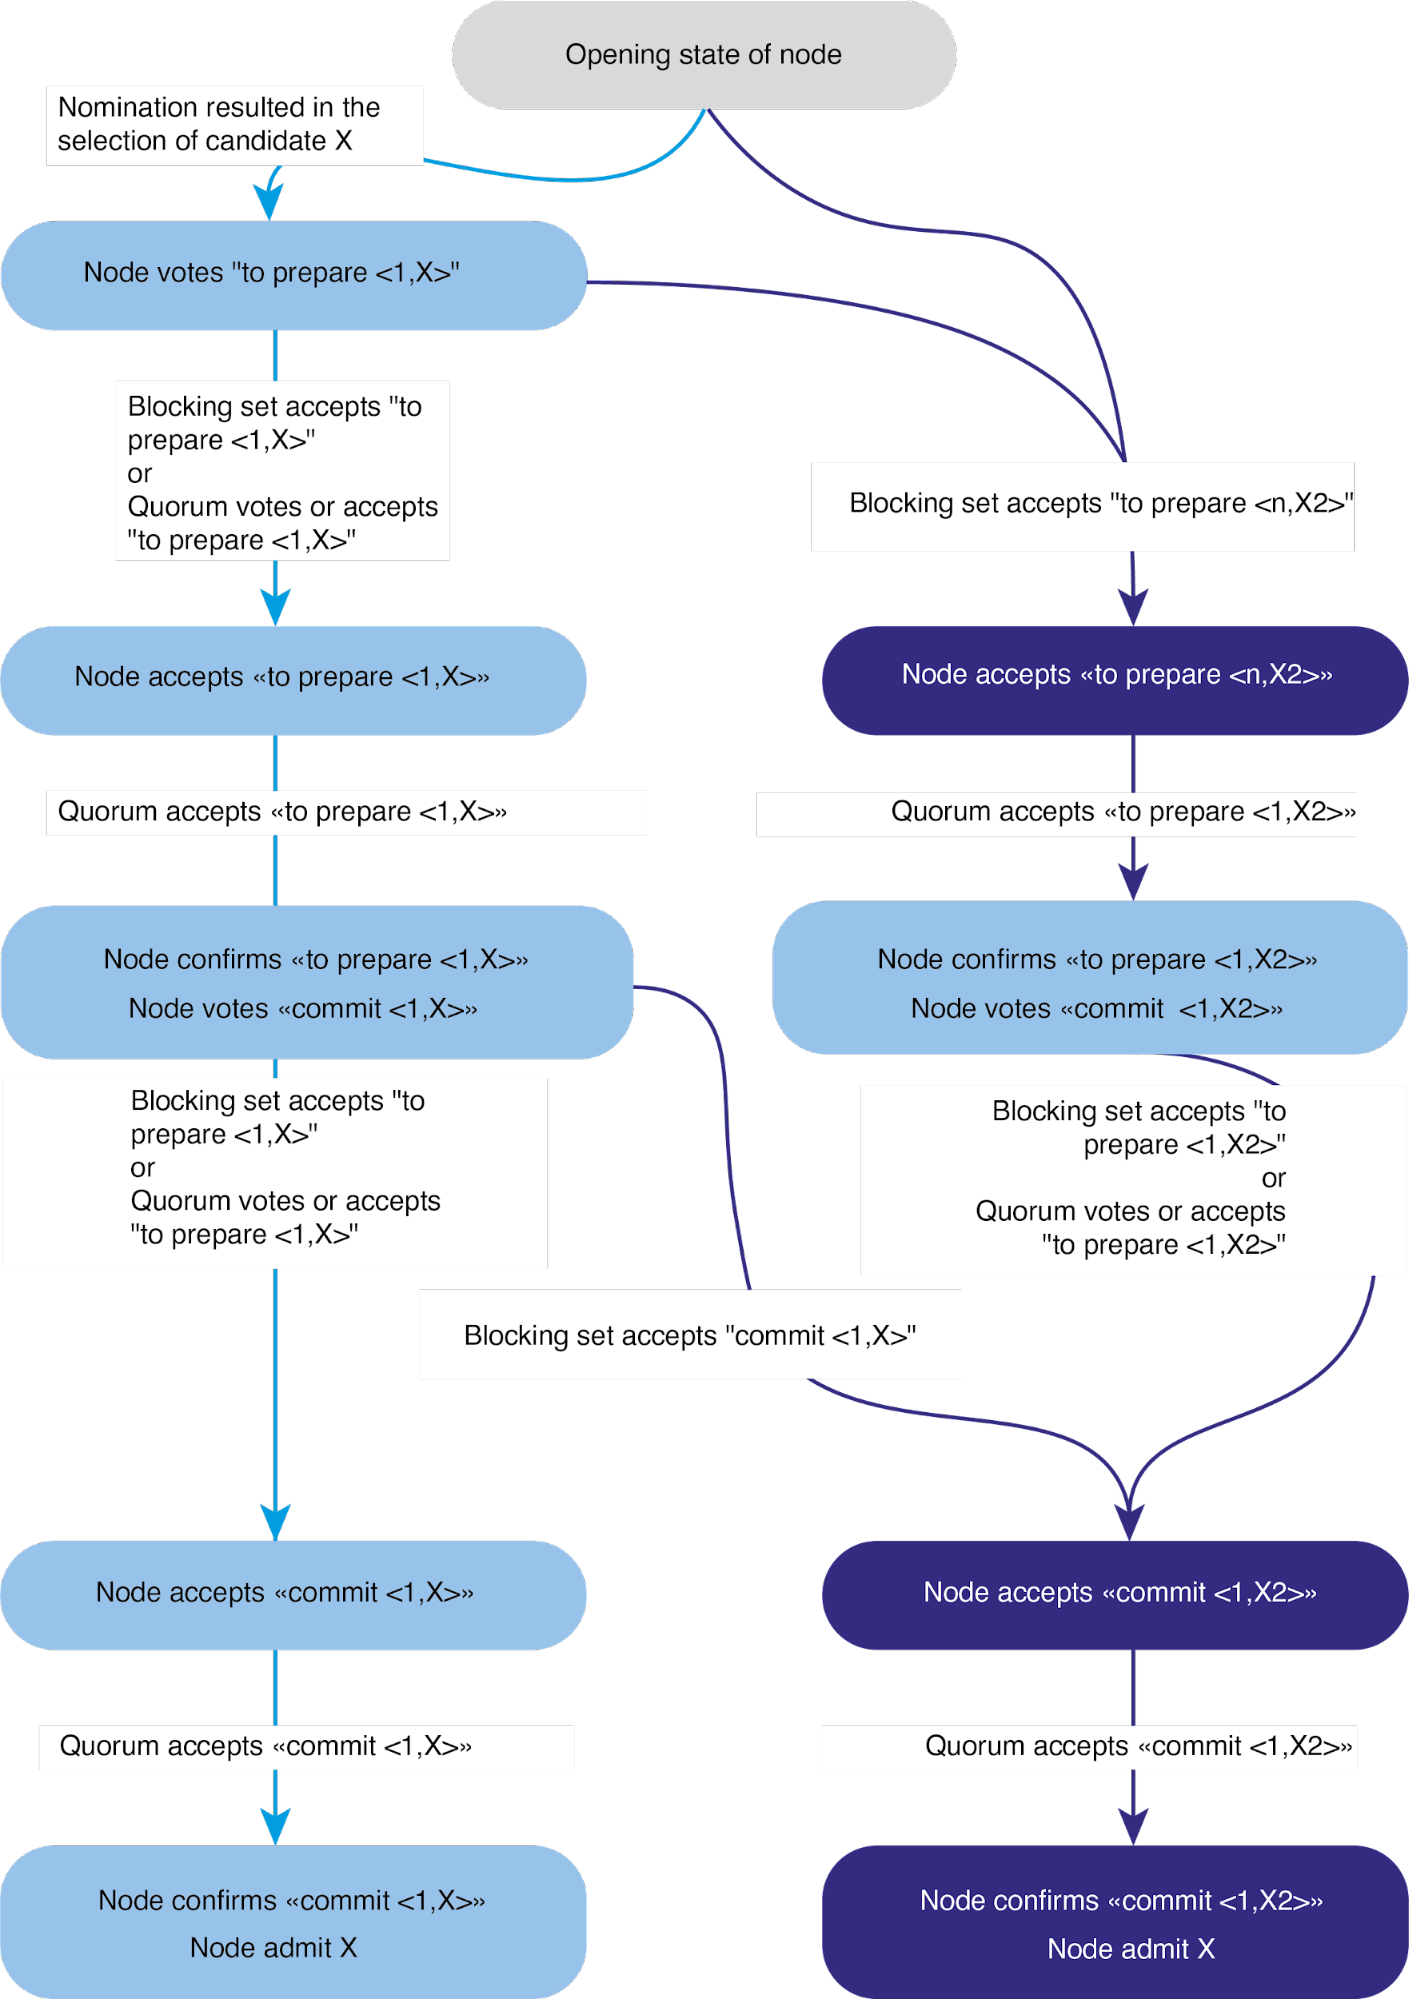 Opening state of node
Nomination resulted in the
selection of candidate X
Node votes "to prepare <1,X>"
Blocking set accepts "to
prepare <1,X>"
or
Quorum votes or accepts
"to prepare <1,X>"
Blocking set accepts "to prepare <n,X2>"
Node accepts «to prepare <1,X>»
Node accepts «to prepare <n,X2>»
Quorum accepts «to prepare <1,X>»
Quorum accepts «to prepare <1,X2>»
Node confirms «to prepare <1,X>»
Node votes «commit <1,X>»
Node confirms «to prepare <1,X2>»
Node votes «commit <1,X2>»
Blocking set accepts "to
prepare <1,X>"
or
Quorum votes or accepts
"to prepare <1,X>"
Blocking set accepts "to
prepare <1,X2>"
or
Quorum votes or accepts
"to prepare <1,X2>"
Blocking set accepts "commit <1,X>"
Node accepts «commit <1,X>»
Node accepts «commit <1,X2>»
Quorum accepts «commit <1,X>»
Quorum accepts «commit <1,X2>»
Node confirms «commit <1,X>»
Node admit X
Node confirms «commit <1,X2>»
Node admit X